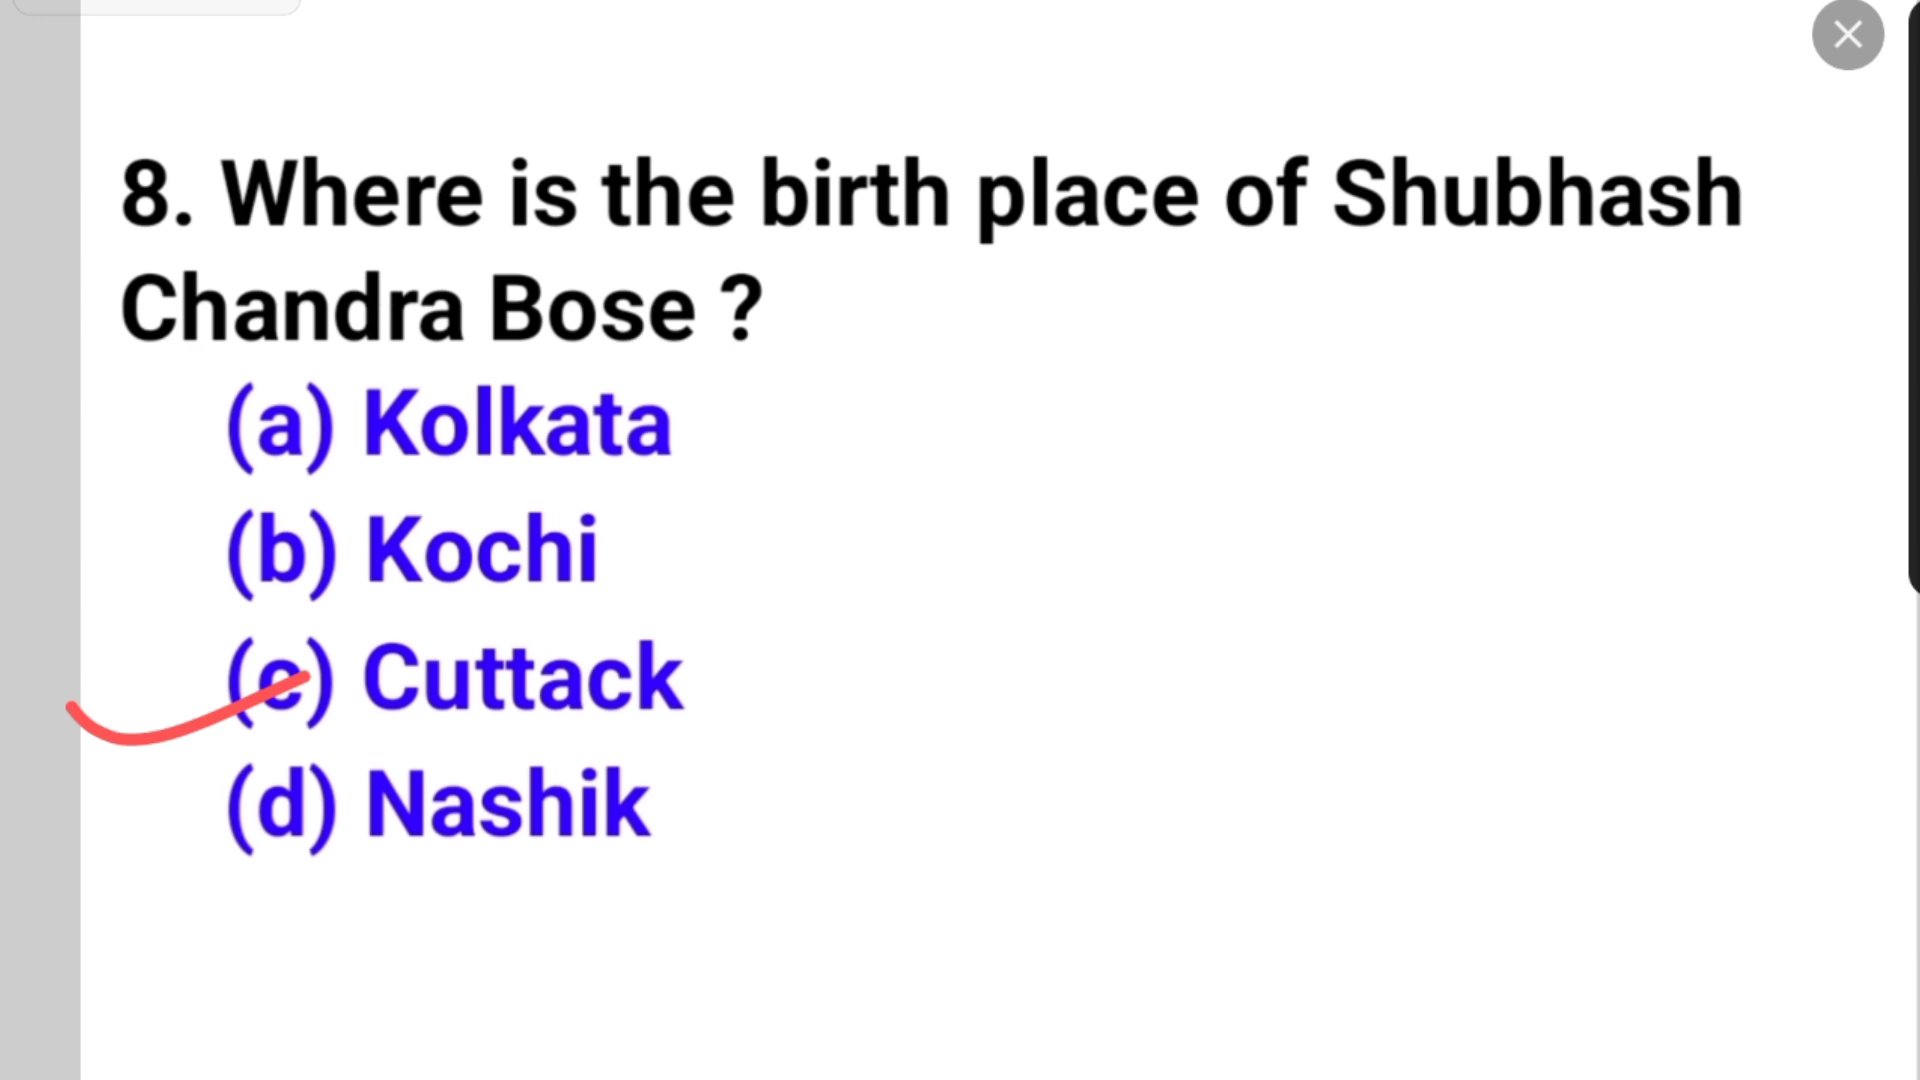 8. Where is the birth place of Shubhash
Chandra Bose ?
(a) Kolkata
(b) Kochi
(c) Cuttack
(d) Nashik